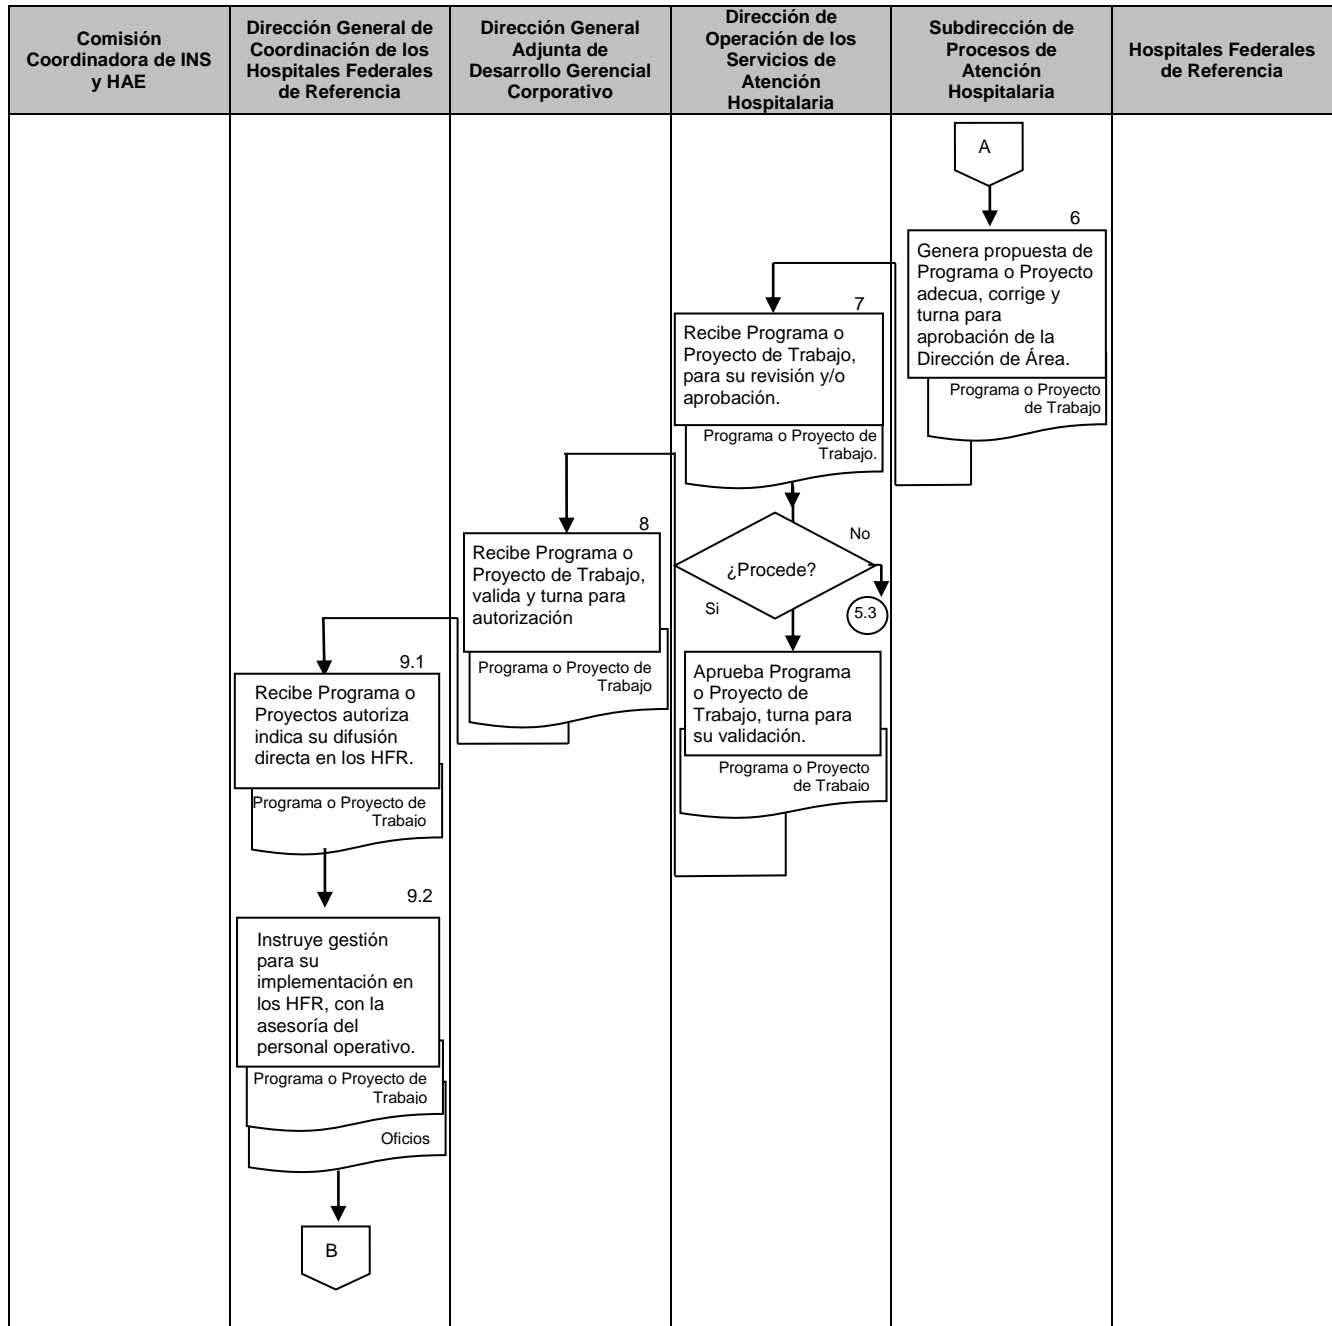 Comisión
Coordinadora de INS
y HAE
Dirección General de
Coordinación de los
Hospitales Federales
de Referencia
Dirección General
Adjunta de
Desarrollo Gerencial
Corporativo
Dirección de
Operación de los
Servicios de
Atención
Hospitalaria
Subdirección de
Procesos de
Atención
Hospitalaria
Hospitales Federales
de Referencia
A
6
Genera propuesta de
Programa o Proyecto
adecua, corrige y
turna para
aprobación de la
Dirección de Área.
Programa o Proyecto
de Trabajo
7
Recibe Programa o
Proyecto de Trabajo,
para su revisión y/o
aprobación.
Programa o Proyecto de
Trabajo.
¿Procede?
No
5.3
Si
Aprueba Programa
o Proyecto de
Trabajo, turna para
su validación.
Programa o Proyecto
de Trabajo
8
Recibe Programa o
Proyecto de Trabajo,
valida y turna para
autorización
Programa o Proyecto de
Trabajo
9.1
Recibe Programa o
Proyectos autoriza
indica su difusión
directa en los HFR.
Programa o Proyecto de
Trabajo
9.2
Instruye gestión
para su
implementación en
los HFR, con la
asesoría del
personal operativo.
Programa o Proyecto de
Trabajo
Oficios
B